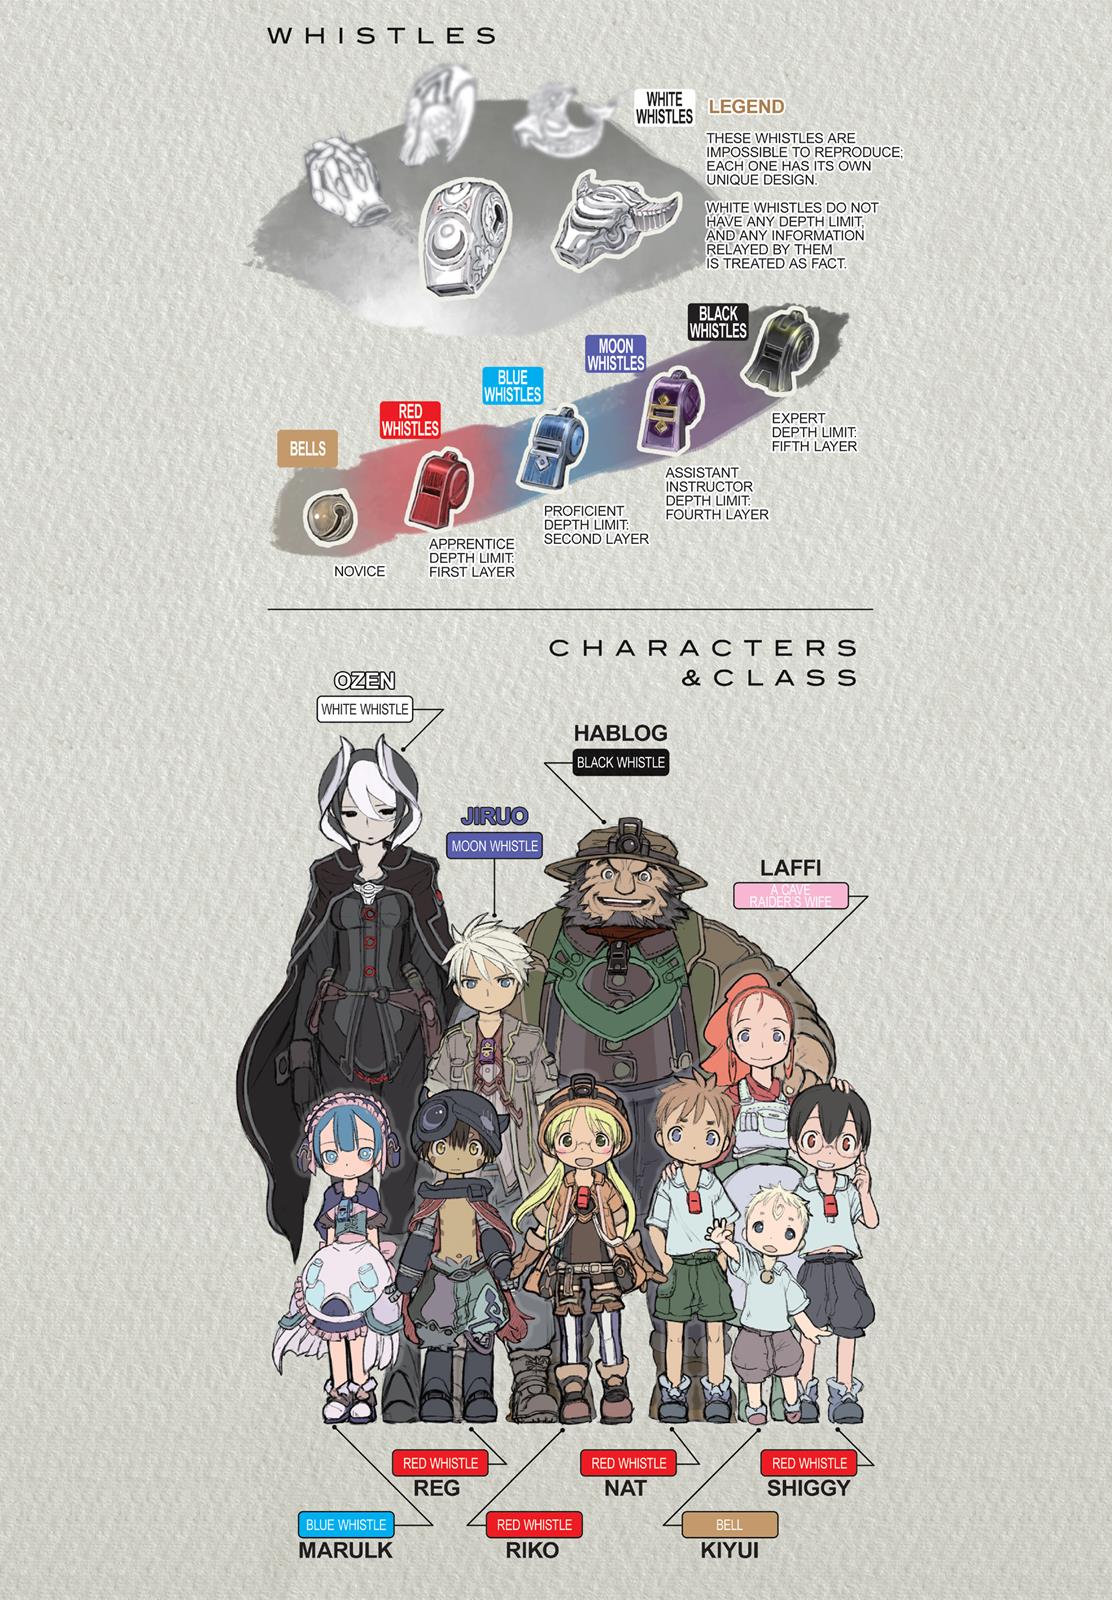 WHISTLES
WHITE
WHISTLES
LEGEND
THESE WHISTLES ARE
IMPOSSIBLE TO REPRODUCE;
EACH ONE HAS ITS OWN
UNIQUE DESIGN.
WHITE WHISTLES DO NOT
HAVE ANY DEPTH LIMIT,
AND ANY INFORMATION
RELAYED BY THEM
IS TREATED AS FACT.
BLACK
WHISTLES
EXPERT
DEPTH LIMIT:
FIFTH LAYER
MOON
WHISTLES
ASSISTANT
INSTRUCTOR
DEPTH LIMIT:
FOURTH LAYER
BLUE
WHISTLES
PROFICIENT
DEPTH LIMIT:
SECOND LAYER
RED
WHISTLES
APPRENTICE
DEPTH LIMIT:
FIRST LAYER
BELLS
NOVICE
CHARACTERS
&CLASS
OZEN
WHITE WHISTLE
HABLOG
BLACK WHISTLE
JIRUO
MOON WHISTLE
LAFFI
A CAVE
RAIDER'S WIFE
RED WHISTLE
REG
RED WHISTLE
NAT
RED WHISTLE
SHIGGY
BLUE WHISTLE
MARULK
RED WHISTLE
RIKO
BELL
KIYUI